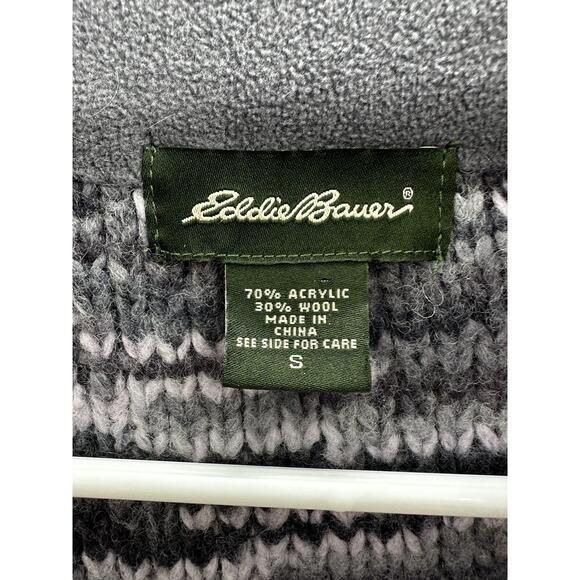 Eddie Bauer®
70% ACRYLIC
30% WOOL
MADE IN
CHINA
SEE SIDE FOR CARE
S